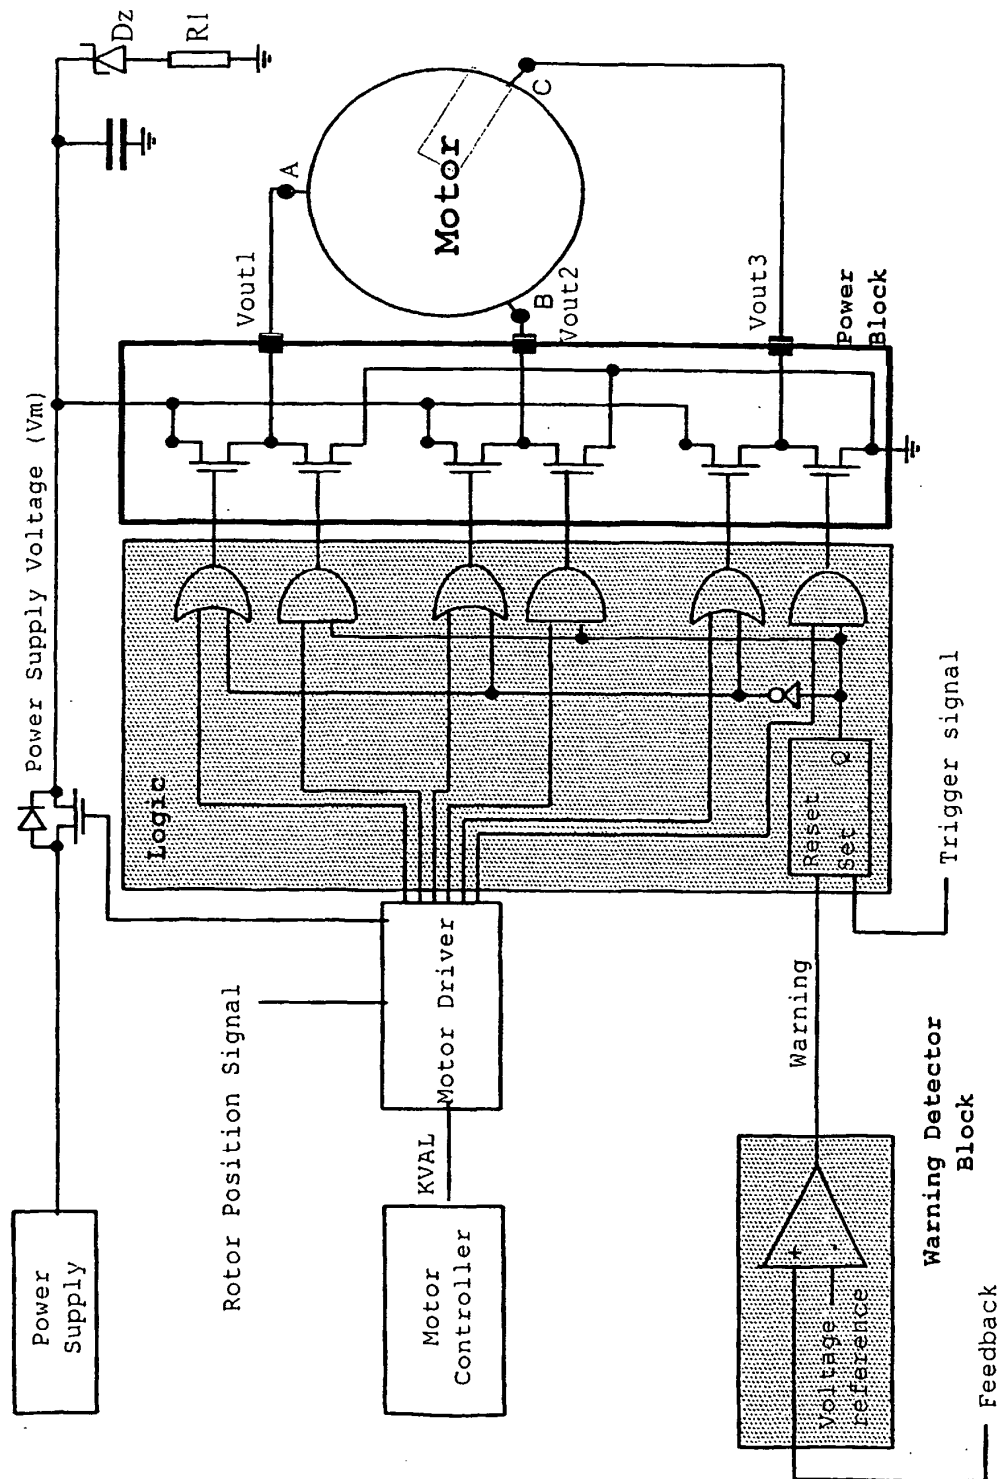 Power
Supply
Power Supply Voltage (Vm)
Dz
R1
Rotor Position Signal
Logic
Vout1
A
Motor
Controller
KVAL
Motor Driver
Motor
B
Vout2
C
Voltage
reference
+
-
Warning
Reset
Set
Q
Vout3
Power
Block
Warning Detector
Block
Trigger signal
Feedback